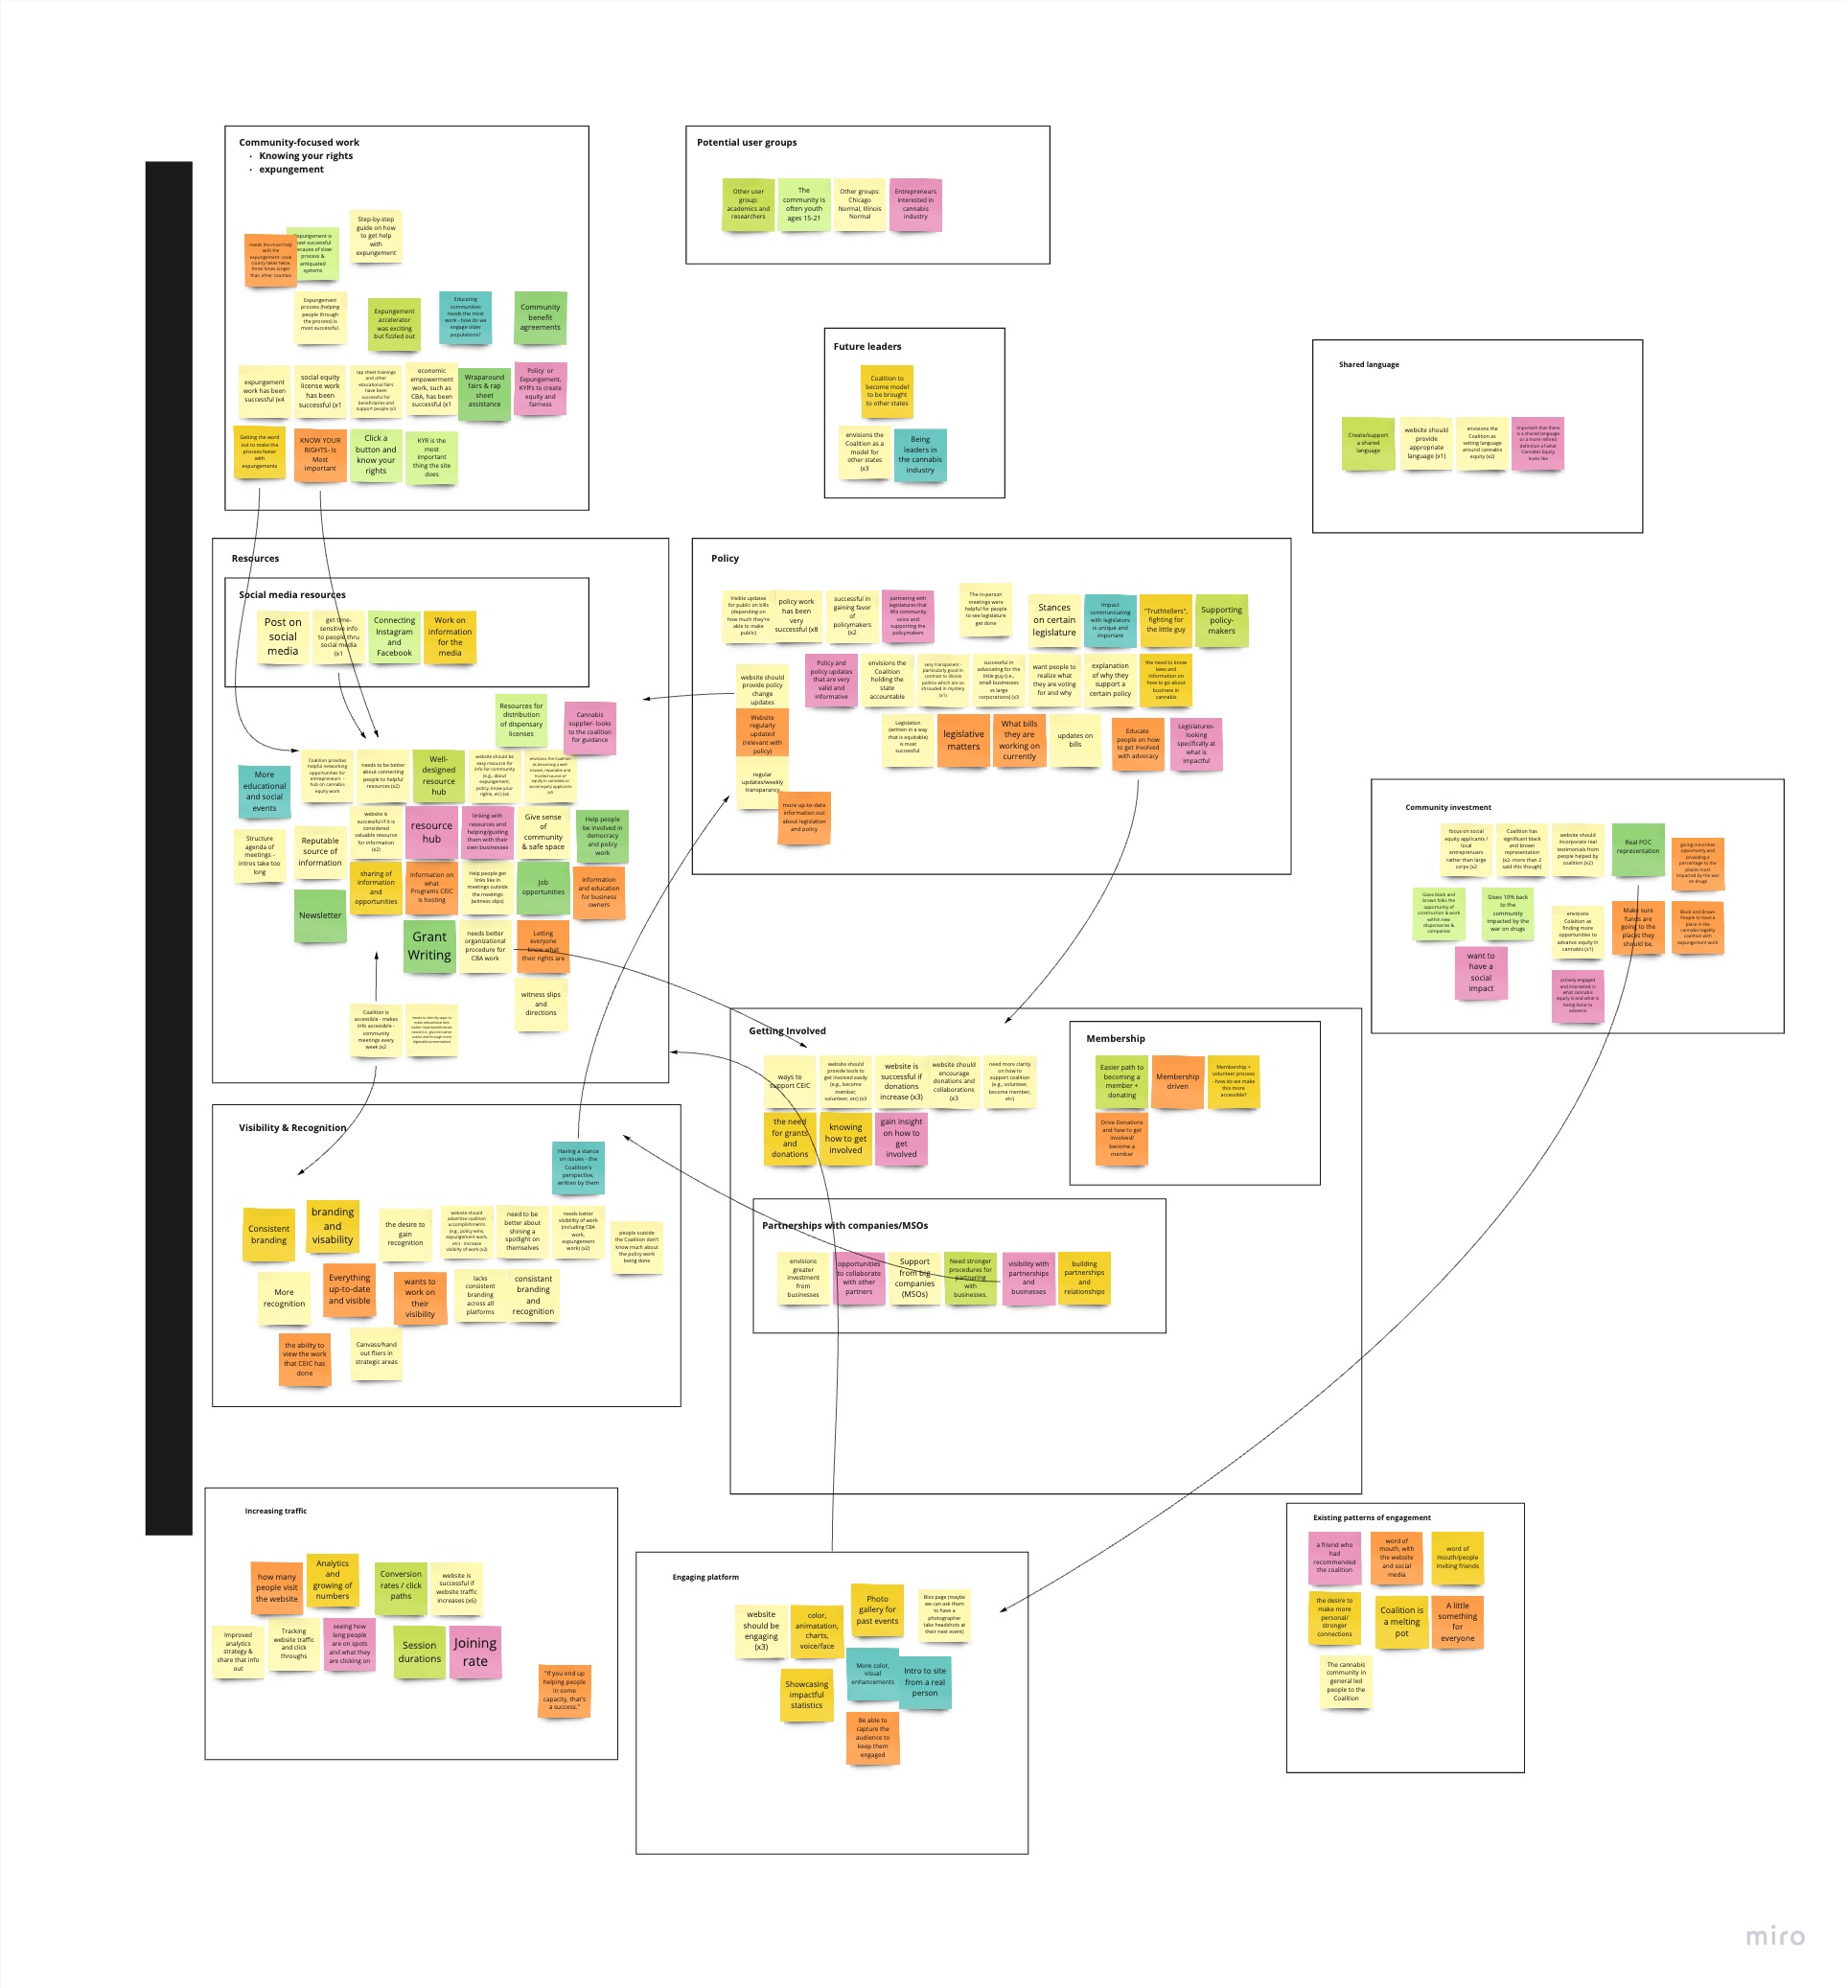 Community-focused work
• Knowing your rights
• expungement
Step-by-step
guide on how
to get help
with
expungement
needs the most help
with the
expungement- cook
county takes twice,
three times longer
than other counties
process &
antiquated
systems
Expungement
process (helping
people through
the process) is
most successful.
Expungement
accelerator
was exciting
but fizzled out
Educating
communities
needs the most
work - how do we
engage older
populations?
Community
benefit
agreements
expungement
work has been
successful (x4
social equity
license work
has been
successful (x1
rap sheet trainings
and other
educational fairs
have been
successful for
beneficiaries and
support people (x3
economic
empowerment
work, such as
CBA, has been
successful (x1
Wraparound
fairs & rap
sheet
assistance
Policy or
Expungement,
KYR's to create
equity and
fairness
Getting the word
out to make the
process faster
with
expungements
KNOW YOUR
RIGHTS- is
Most
important
Click a
button and
know your
rights
KYR is the
most
important
thing the site
does
Potential user groups
Other user
group:
academics and
researchers
The
community is
often youth
ages 15-21
Other groups:
Chicago
Normal, Illinois
Normal
Entrepreneurs
interested in
cannabis
industry
Future leaders
Coalition to
become model
to be brought
to other states
envisions the
Coalition as a
model for
other states
(x3
Being
leaders in
the cannabis
industry
Shared language
Create/support
a shared
language
website should
provide
appropriate
language (x1)
envisions the
Coalition as
setting language
around cannabis
equity (x2)
important that there
is a shared language
or a more refined
definition of what
Cannabis Equity
looks like
Resources
Social media resources
Post on
social
media
get time-
sensitive info
to people thru
social media
(x1
Connecting
Instagram
and
Facebook
Work on
information
for the
media
Resources for
distribution
of dispensary
licenses
Cannabis
supplier- looks
to the coalition
for guidance
More
educational
and social
events
Coalition provides
helpful networking
opportunities for
entrepreneurs -
hub on cannabis
equity work
needs to be better
about connecting
people to helpful
resources (x2)
Well-
designed
resource
hub
website should be
easy resource for
info for community
(e.g., about
expungement,
policy, know your
rights, etc) (x6
envisions the Coalition
as becoming a well-
known, reputable and
trusted source of
equity in cannabis or
social equity applicants
Structure
agenda of
meetings -
intros take too
long
Reputable
source of
information
website is
successful if it is
considered
valuable resource
for information
(x2)
resource
hub
linking with
resources and
helping/guiding
them with their
own businesses
Give sense
of
community
& safe space
Help people
be involved in
democracy
and policy
work
sharing of
information
and
opportunities
Information on
what
Programs CEIC
is hosting
Help people get
links like in
meetings outside
the meetings
(witness slips)
Job
opportunities
information
and education
for business
owners
Newsletter
Grant
Writing
needs better
organizational
procedure for
CBA work
Letting
everyone
know what
their rights are
witness slips
and
directions
Coalition is
accessible - makes
info accessible -
community
meetings every
week (x2
Policy
Visible updates
for public on bills
(depending on
how much they're
able to make
public)
policy work
has been
very
successful (x8
successful in
gaining favor
of
policymakers
(x2
partnering with
legislatures that
lifts community
voice and
supporting the
policymakers
The in-person
meetings were
helpful for people
to see legislature
get done
Stances
on certain
legislature
Impact
communicating
with legislators
is unique and
important
"Truthtellers",
fighting for
the little guy
Supporting
policy-
makers
website should
provide policy
change
updates
Policy and
policy updates
that are very
valid and
informative
envisions the
Coalition
holding the
state
accountable
very transparent -
particularly good in
contrast to illinois
politics which are so
shrouded in mystery
(x1)
successful in
advocating for the
little guy (i.e.,
small businesses
vs large
corporations) (x3
want people to
realize what
they are voting
for and why
explanation
of why they
support a
certain policy
the need to know
laws and
information on
how to go about
business in
cannabis
Website
regularly
updated
(relevant with
policy)
Legislation
(written in a way
that is equitable)
is most
successful.
legislative
matters
What bills
they are
working on
currently
updates on
bills
Educate
people on how
to get involved
with advocacy
Legislatures-
looking
specifically at
what is
impactful
regular
updates/weekly
transparency
more up-to-date
information out
about legislation
and policy
Community investment
focus on social
equity applicants /
local
entrepreneurs
rather than large
corps (x2
Coalition has
significant black
and brown
representation
(x2- more than 2
said this though)
website should
incorporate real
testimonials from
people helped by
coalition (x2)
Real POC
representation
giving minorities
opportunity and
providing a
percentage to the
places most
impacted by the war
on drugs
Gives black and
brown folks the
opportunity of
construction & work
within new
dispensaries &
companies
Gives 10% back
to the
community
impacted by the
war on drugs
envisions
Colaition as
finding more
opportunities to
advance equity in
cannabis (x1)
Make sure
funds are
going to the
places they
should be.
Black and Brown
People to have a
place in the
cannabis legality
coalition with
expungement work
want to
have a
social
impact
actively engaged
and interested in
what cannabis
equity is and what is
being done to
advance
Getting Involved
ways to
support CEIC
website should
provide tools to
get involved easily
(e.g., become
member,
volunteer, etc) (x3
website is
successful if
donations
increase (x3)
website should
encourage
donations and
collaborations
(x3
need more clarity
on how to
support coalition
(e.g., volunteer,
become member,
etc)
the need
for grants
and
donations
knowing
how to get
involved
gain insight
on how to
get
involved
Membership
Easier path to
becoming a
member +
donating
Membership
driven
Membership +
volunteer process
- how do we make
this more
accessible?
Drive Donations
and how to get
involved/
become a
member
Partnerships with companies/MSOs
envisions
greater
investment
from
businesses
opportunities
to collaborate
with other
partners
Support
from big
companies
(MSOs)
Need stronger
procedures for
partnering
with
businesses.
visibility with
partnerships
and
businesses
building
partnerships
and
relationships
Visibility & Recognition
Having a stance
on issues - the
Coalition's
perspective,
written by them
Consistent
branding
branding
and
visability
the desire to
gain
recognition
website should
advertise coalition
accomplishments
(e.g., policy wins,
expungement work,
etc) - increase
visiblity of work (x2)
need to be
better about
shining a
spotlight on
themselves
needs better
visibility of work
(including CBA
work,
expungement
work) (x2)
people outside
the Coalition don't
know much about
the policy work
being done
More
recognition
Everything
up-to-date
and visible
wants to
work on
their
visibility
lacks
consistent
branding
across all
platforms
consistant
branding
and
recognition
the ability to
view the work
that CEIC has
done
Canvass/hand
out fliers in
strategic areas
Increasing traffic
how many
people visit
the website
Analytics
and
growing of
numbers
Conversion
rates / click
paths
website is
successful if
website traffic
increases (x6)
Improved
analytics
strategy &
share that info
out
Tracking
website traffic
and click
throughs
seeing how
long people
are on spots
and what they
are clicking on
Session
durations
Joining
rate
"If you end up
helping people
in some
capacity, that's
a success."
Engaging platform
website
should be
engaging
(x3)
color,
animatation,
charts,
voice/face
Photo
gallery for
past events
Bios page (maybe
we can ask them
to have a
photographer
take headshots at
their next event)
Showcasing
impactful
statistics
More color,
visual
enhancements
Intro to site
from a real
person
Be able to
capture the
audience to
keep them
engaged
Existing patterns of engagement
a friend who
had
recommended
the coalition
word of
mouth, with
the website
and social
media
word of
mouth/people
inviting friends
the desire to
make more
personal/
stronger
connections
Coalition is
a melting
pot
A little
something
for
everyone
The cannabis
community in
general led
people to the
Coalition
miro